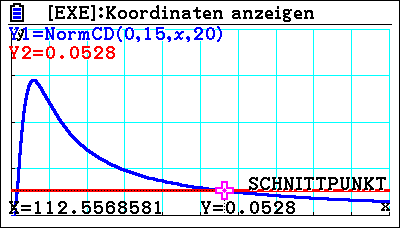 [EXE]:Koordinaten anzeigen
y
Y1=NormCD(0,15,x,20)
Y2=0.0528
SCHNITTPUNKT
X=112.5568581 Y=0.0528
x